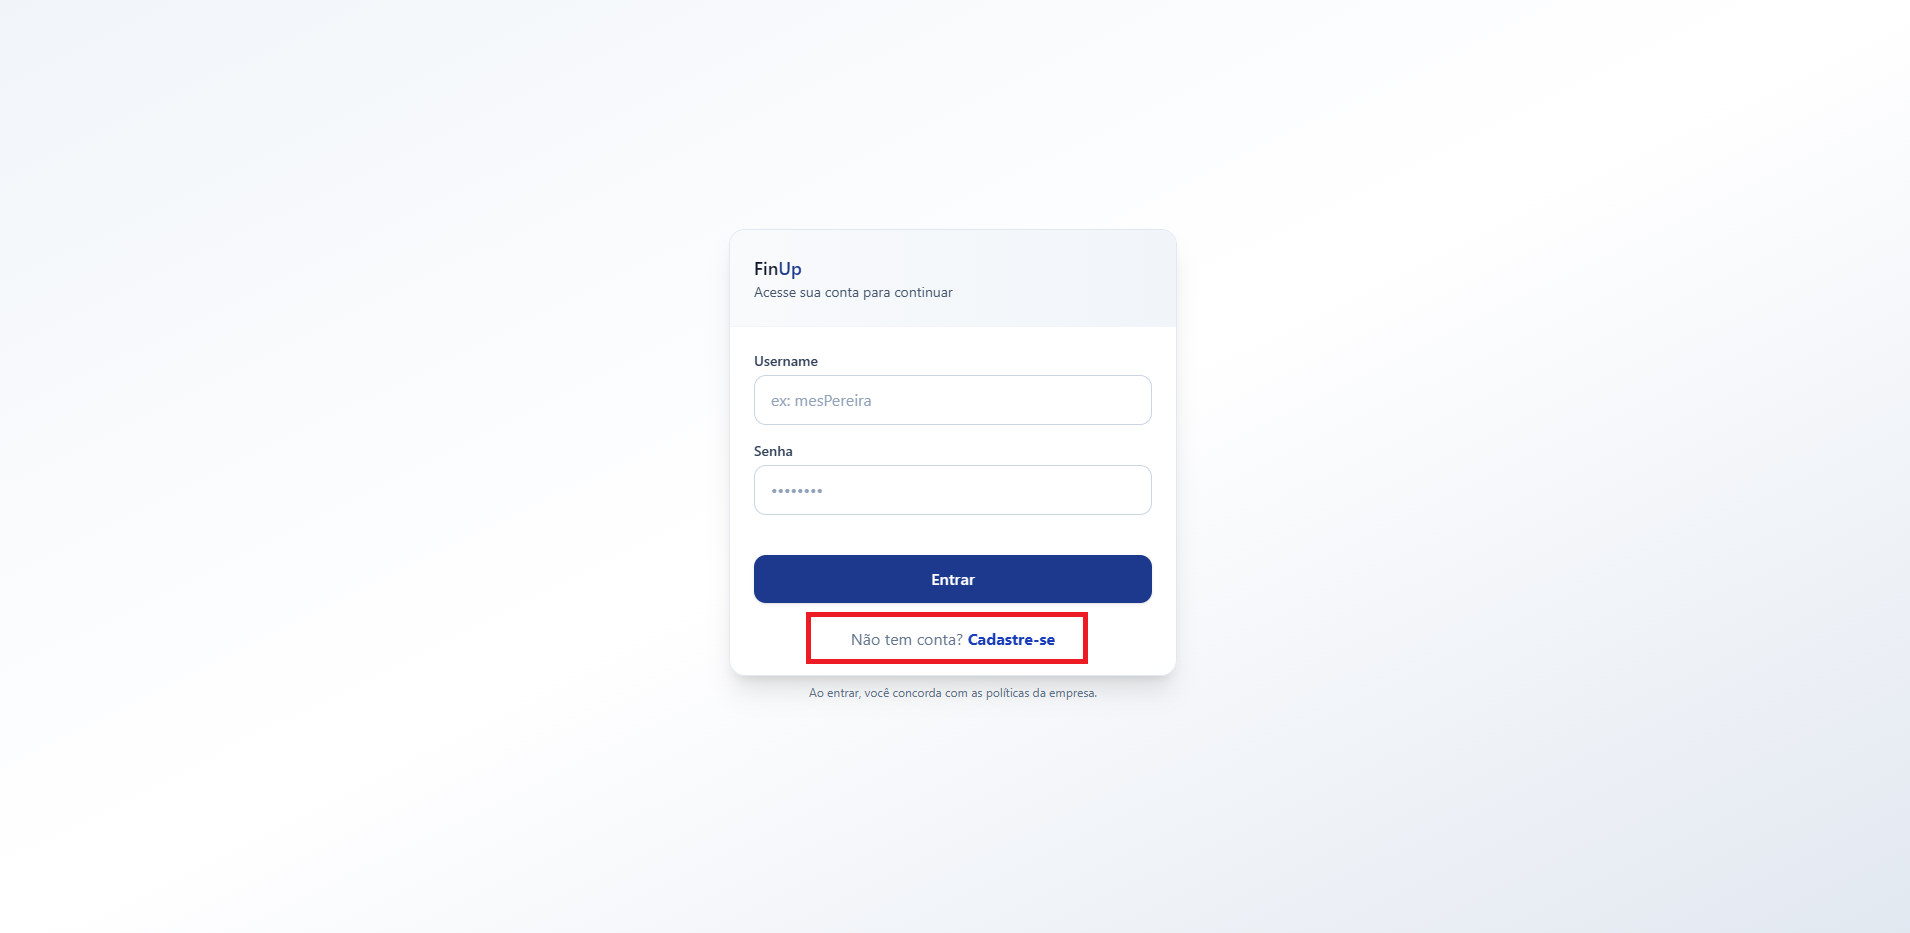 FinUp
Acesse sua conta para continuar
Username
ex: mesPereira
Senha
••••••••
Entrar
Não tem conta? Cadastre-se
Ao entrar, você concorda com as políticas da empresa.